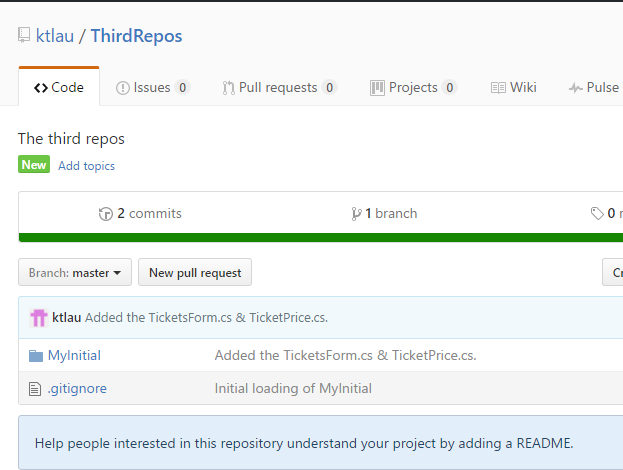 ktlau / ThirdRepos
Code Issues 0 Pull requests 0 Projects 0 Wiki Pulse
The third repos
New Add topics
2 commits 1 branch 0
Branch: master New pull request
ktlau Added the TicketsForm.cs & TicketPrice.cs.
MyInitial Added the TicketsForm.cs & TicketPrice.cs.
.gitignore Initial loading of MyInitial
Help people interested in this repository understand your project by adding a README.